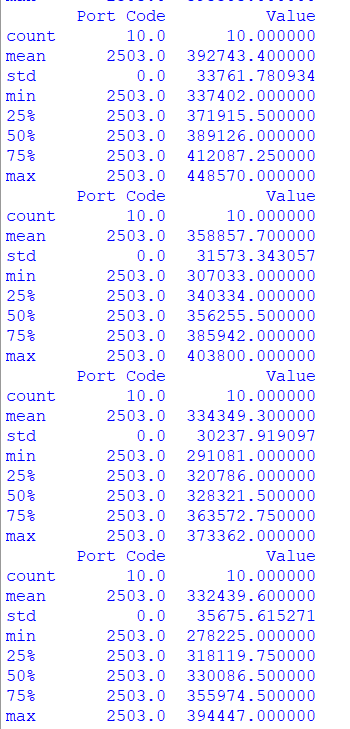 Port Code          Value
count       10.0      10.000000
mean      2503.0  392743.400000
std          0.0   33761.780934
min       2503.0  337402.000000
25%       2503.0  371915.500000
50%       2503.0  389126.000000
75%       2503.0  412087.250000
max       2503.0  448570.000000
Port Code          Value
count       10.0      10.000000
mean      2503.0  358857.700000
std          0.0   31573.343057
min       2503.0  307033.000000
25%       2503.0  340334.000000
50%       2503.0  356255.500000
75%       2503.0  385942.000000
max       2503.0  403800.000000
Port Code          Value
count       10.0      10.000000
mean      2503.0  334349.300000
std          0.0   30237.919097
min       2503.0  291081.000000
25%       2503.0  320786.000000
50%       2503.0  328321.500000
75%       2503.0  363572.750000
max       2503.0  373362.000000
Port Code          Value
count       10.0      10.000000
mean      2503.0  332439.600000
std          0.0   35675.615271
min       2503.0  278225.000000
25%       2503.0  318119.750000
50%       2503.0  330086.500000
75%       2503.0  355974.500000
max       2503.0  394447.000000